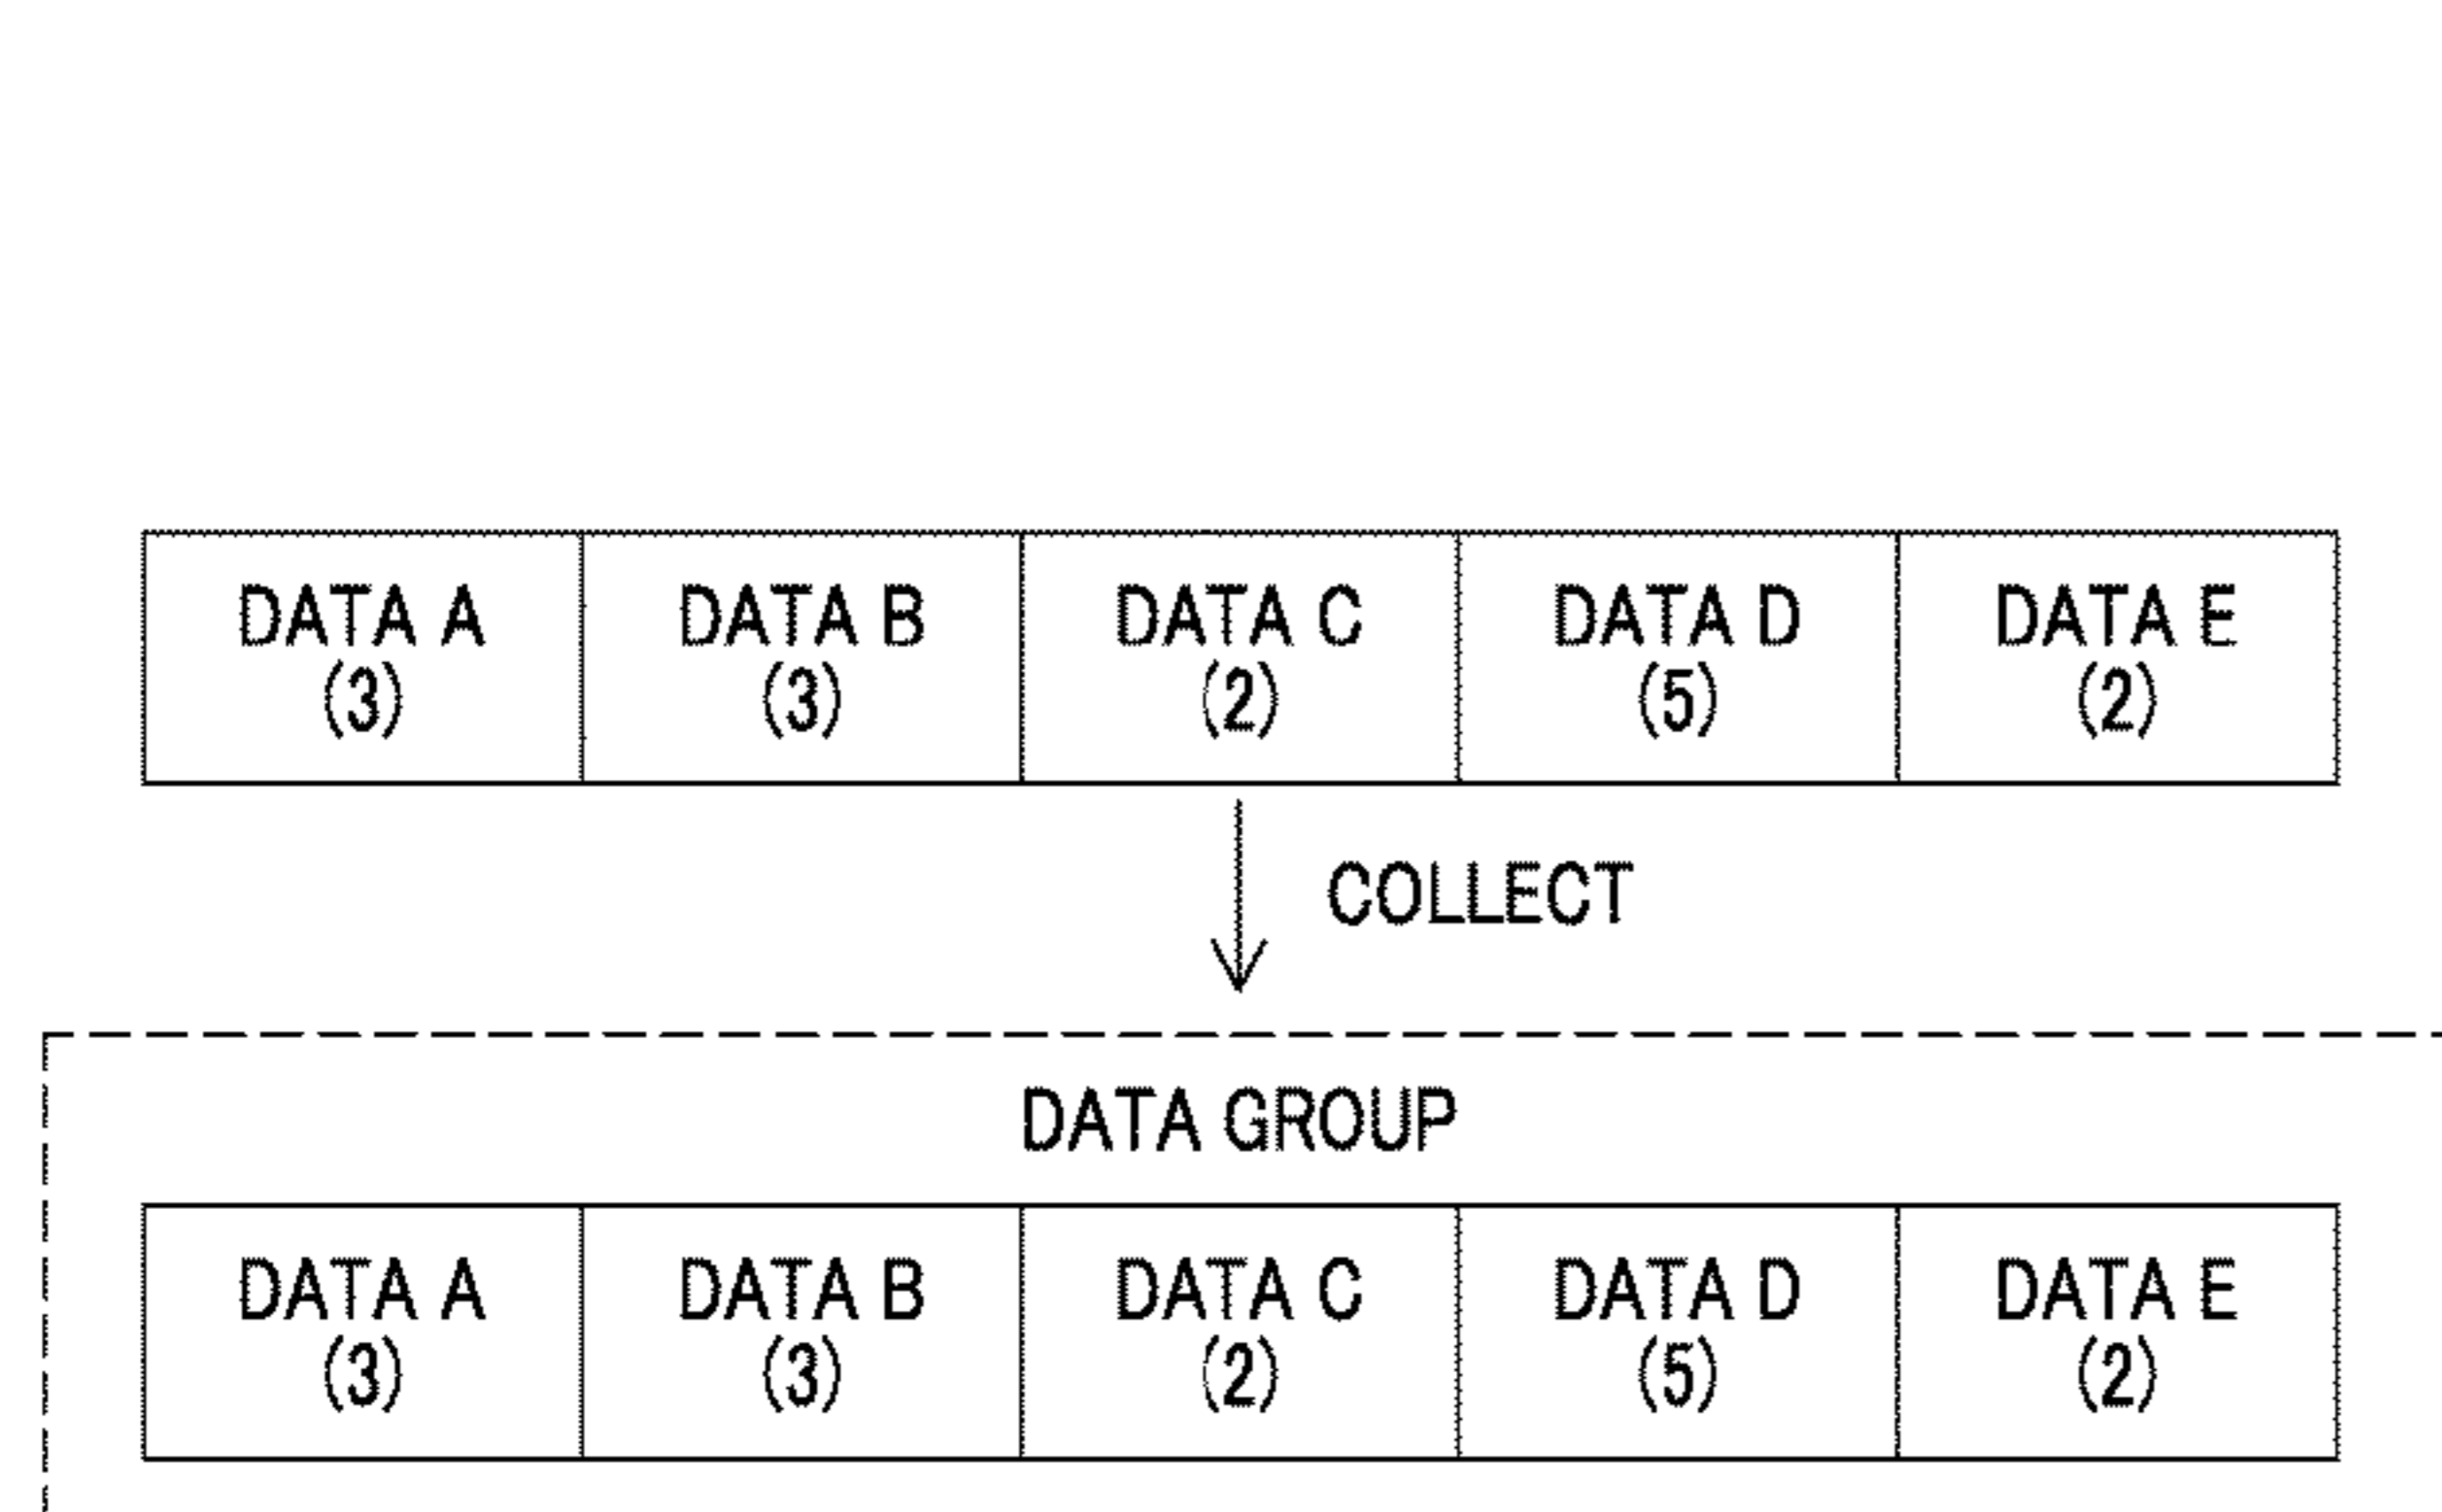 DATA A DATA B DATA C DATA D DATA E
(3) (3) (2) (5) (2)
COLLECT
DATA GROUP
DATA A DATA B DATA C DATA D DATA E
(3) (3) (2) (5) (2)